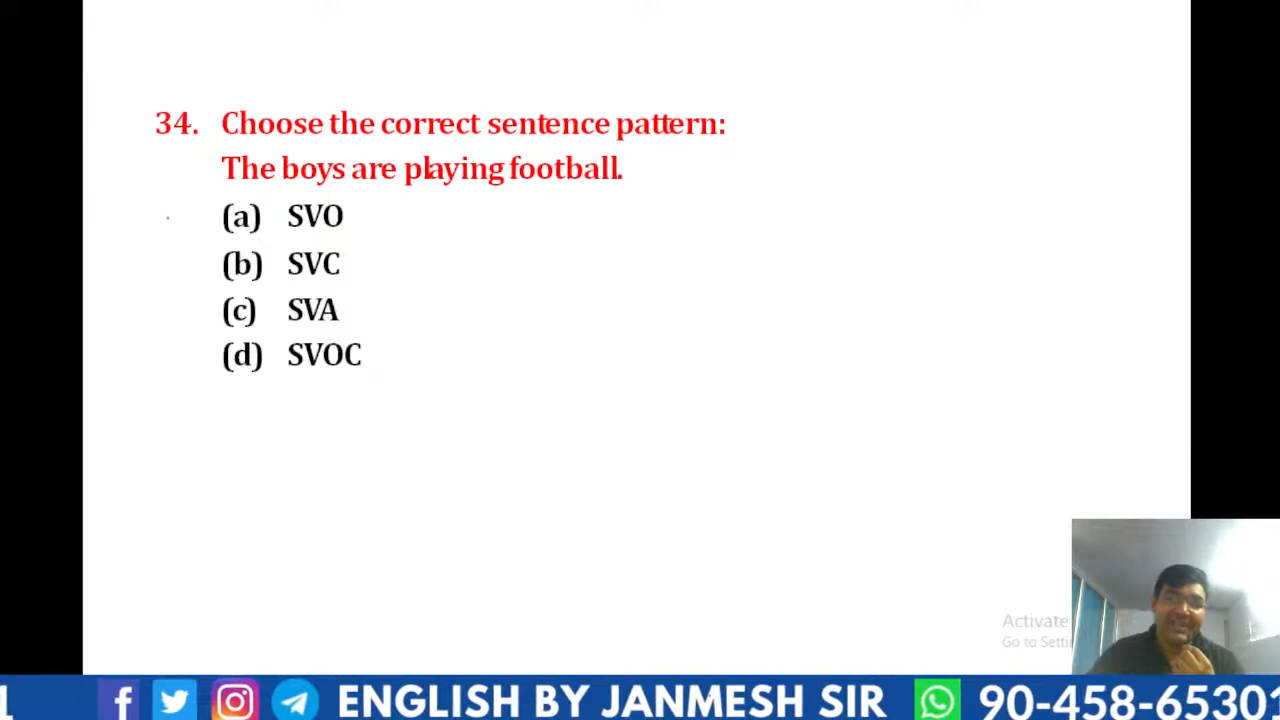 34. Choose the correct sentence pattern:
The boys are playing football.
(a) SVO
(b) SVC
(c) SVA
(d) SVOC
Activate
Go to Setti
ENGLISH BY JANMESH SIR 90-458-65301